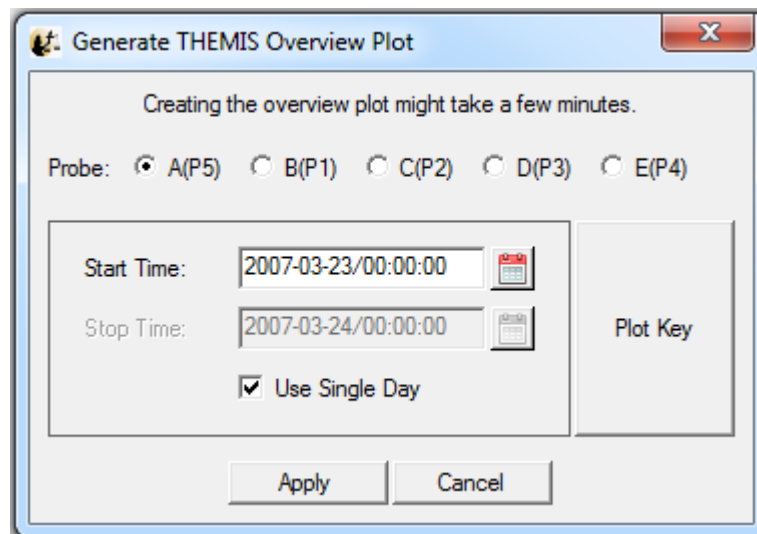 Generate THEMIS Overview Plot
Creating the overview plot might take a few minutes.
Probe: A(P5) B(P1) C(P2) D(P3) E(P4)
Start Time: 2007-03-23/00:00:00
Stop Time: 2007-03-24/00:00:00
Plot Key
Use Single Day
Apply Cancel